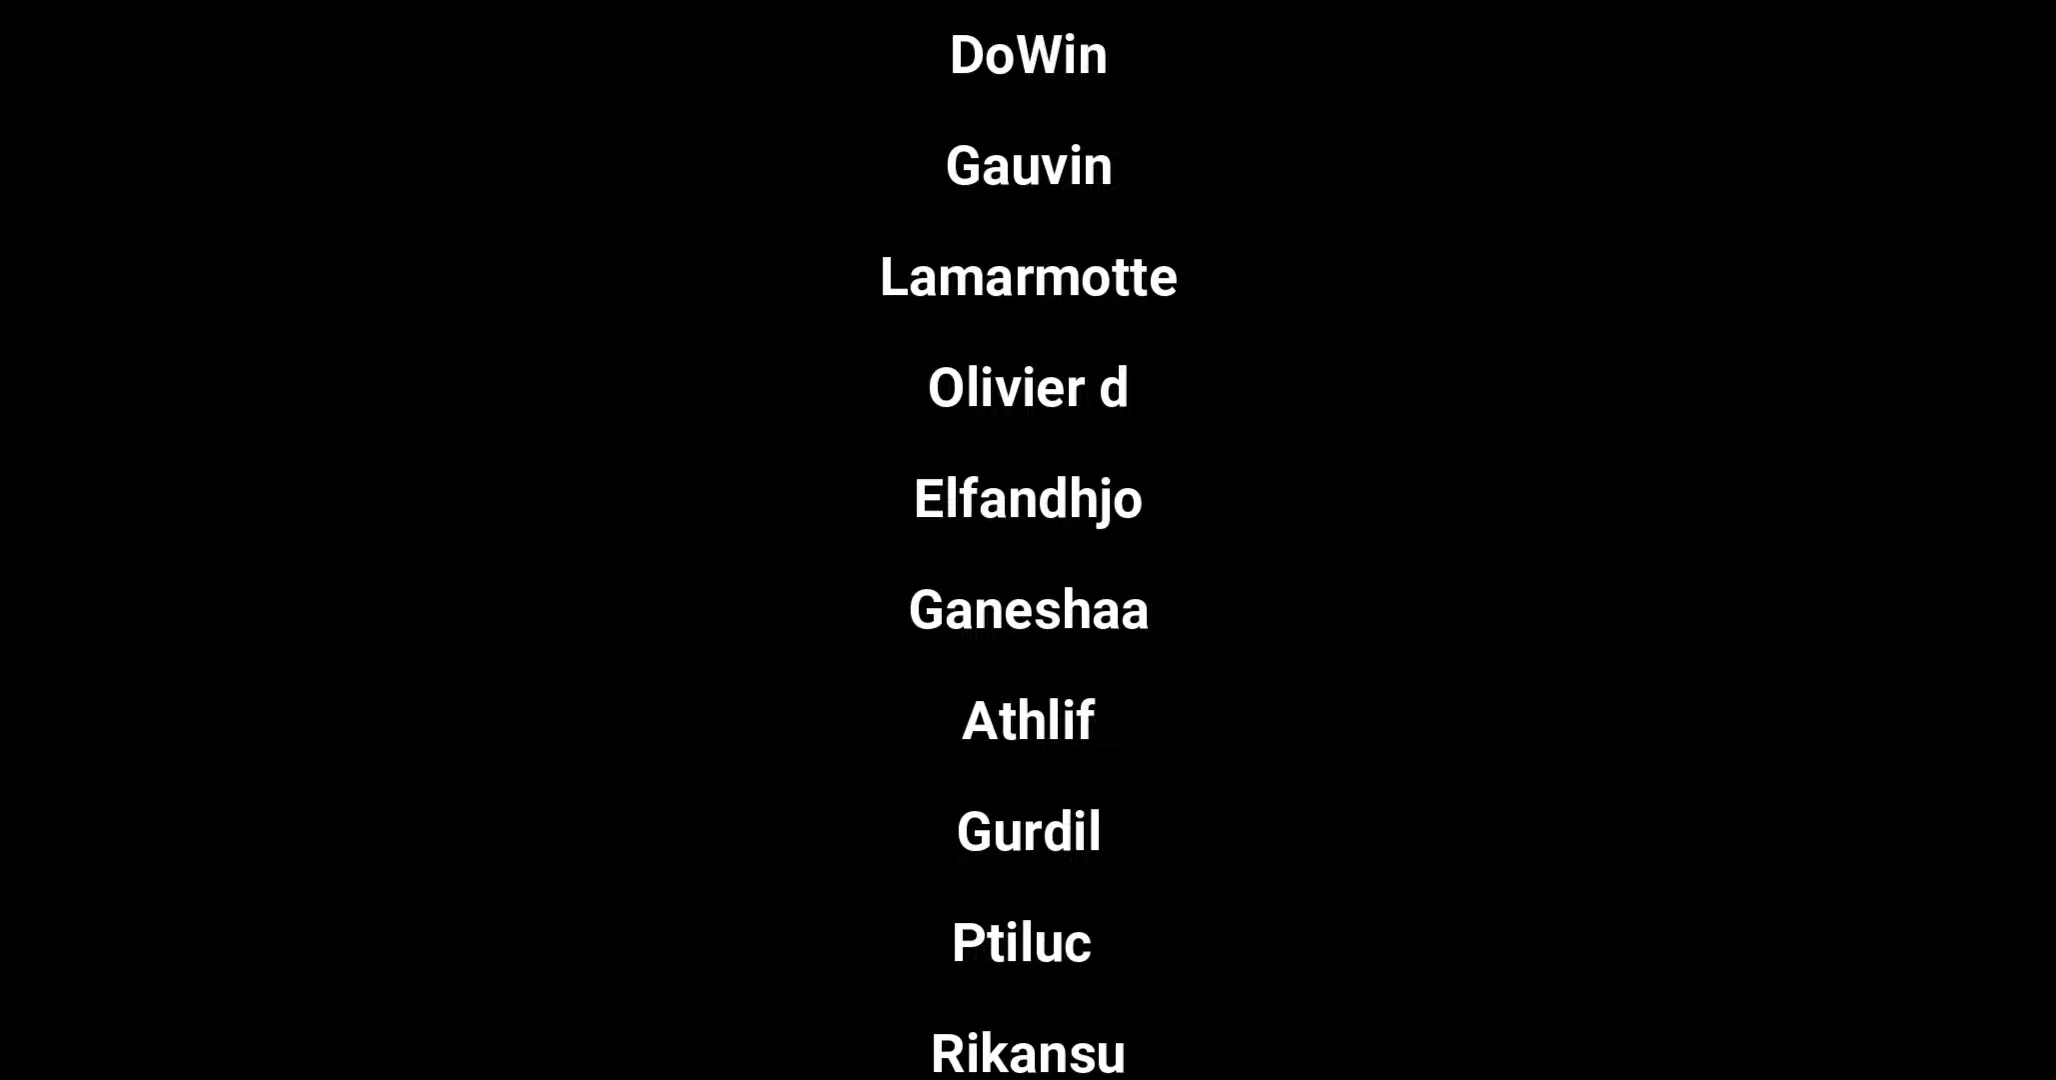 DoWin
Gauvin
Lamarmotte
Olivier d
Elfandhjo
Ganeshaa
Athlif
Gurdil
Ptiluc
Rikansu